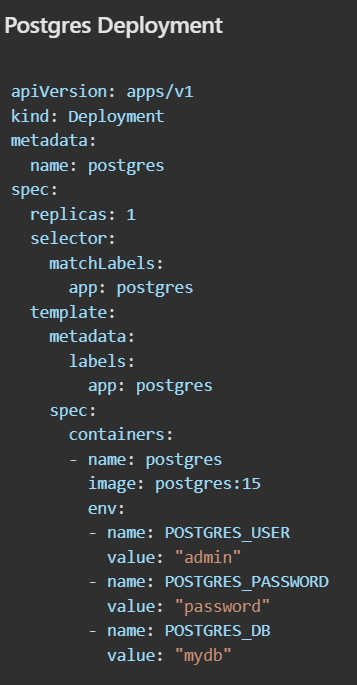 Postgres Deployment
apiVersion: apps/v1
kind: Deployment
metadata:
  name: postgres
spec:
  replicas: 1
  selector:
    matchLabels:
      app: postgres
  template:
    metadata:
      labels:
        app: postgres
    spec:
      containers:
      - name: postgres
        image: postgres:15
        env:
        - name: POSTGRES_USER
          value: "admin"
        - name: POSTGRES_PASSWORD
          value: "password"
        - name: POSTGRES_DB
          value: "mydb"